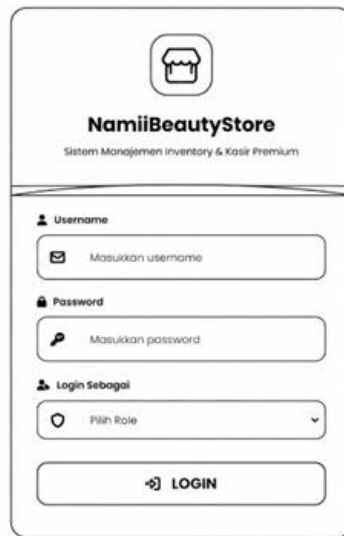 NamiiBeautyStore
Sistem Manajemen Inventory & Kasir Premium
Username
Masukkan username
Password
Masukkan password
Login Sebagai
Pilih Role
LOGIN